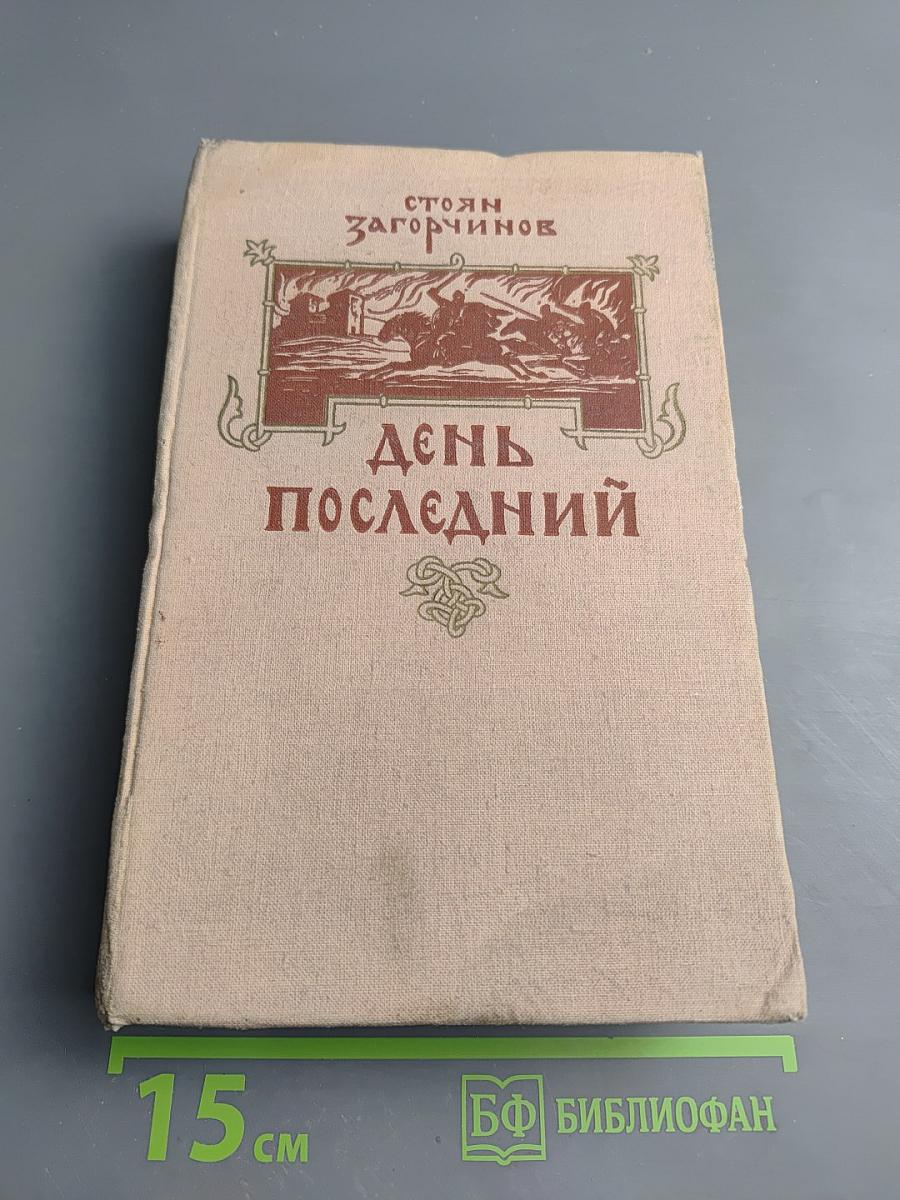 СТОЯН
ЗАГОРЧИНОВ
ДЕНЬ
ПОСЛЕДНИЙ
15 см
БФ БИБЛИОФАН